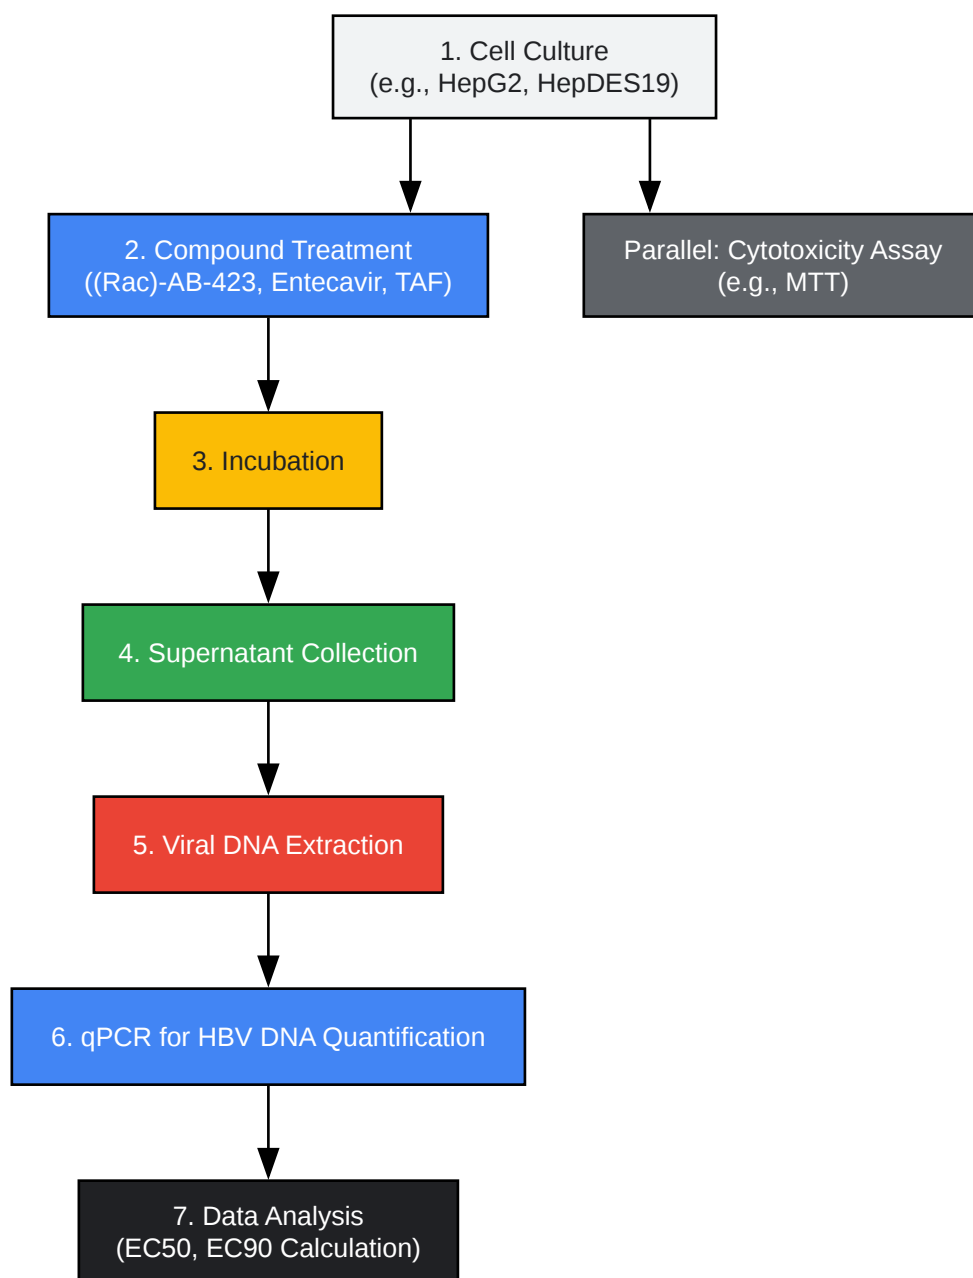 1. Cell Culture
(e.g., HepG2, HepDES19)
2. Compound Treatment
((Rac)-AB-423, Entecavir, TAF)
Parallel: Cytotoxicity Assay
(e.g., MTT)
3. Incubation
4. Supernatant Collection
5. Viral DNA Extraction
6. qPCR for HBV DNA Quantification
7. Data Analysis
(EC50, EC90 Calculation)